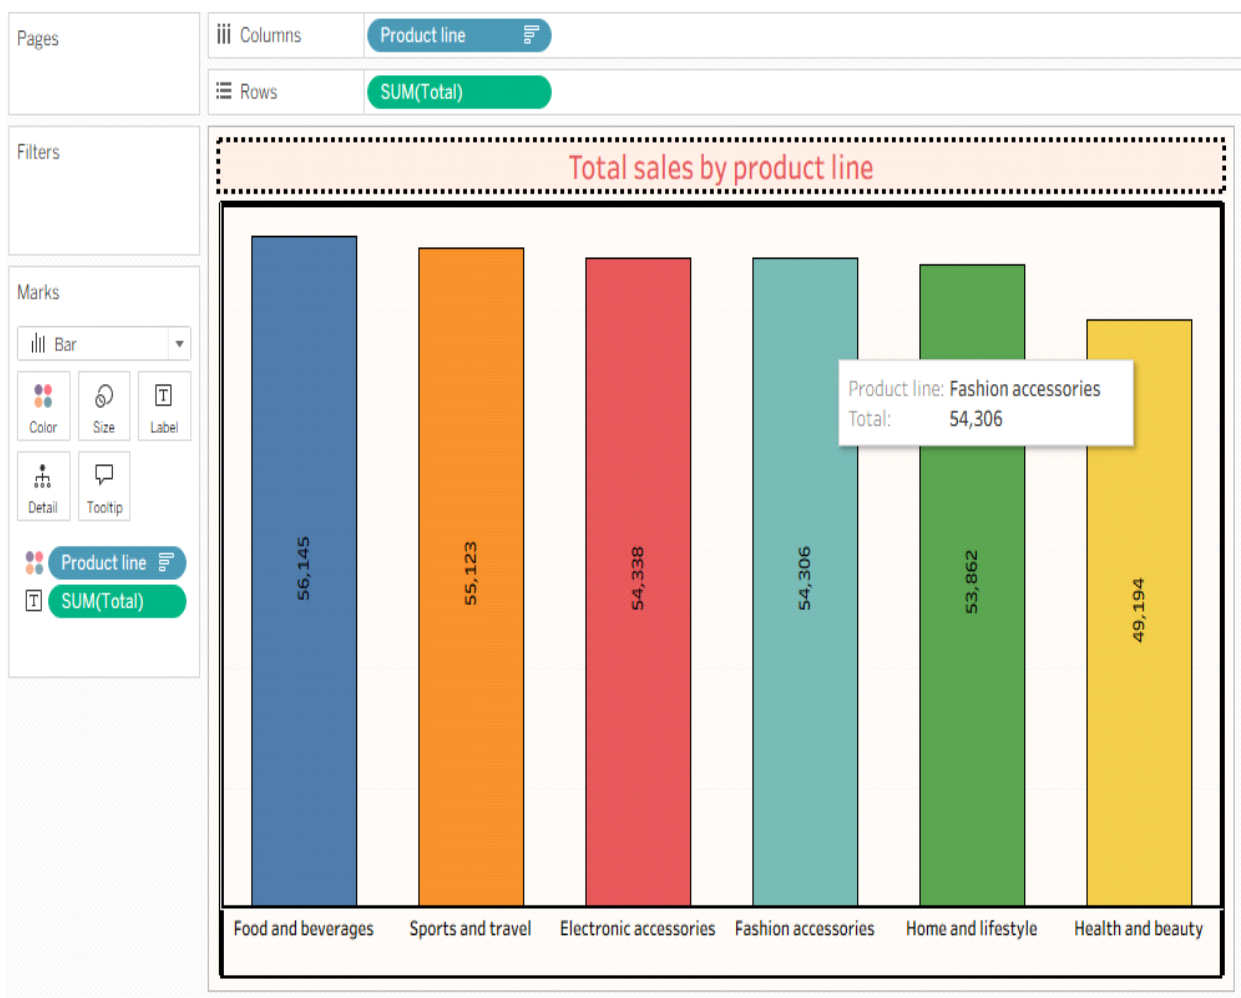 Pages
Columns
Product line
Rows
SUM(Total)
Filters
Marks
Bar
Color
Size
T
Label
Detail
Tooltip
Product line
T
SUM(Total)
Total sales by product line
Product line: Fashion accessories
Total: 54,306
56,145
55,123
54,338
54,306
53,862
49,194
Food and beverages
Sports and travel
Electronic accessories
Fashion accessories
Home and lifestyle
Health and beauty